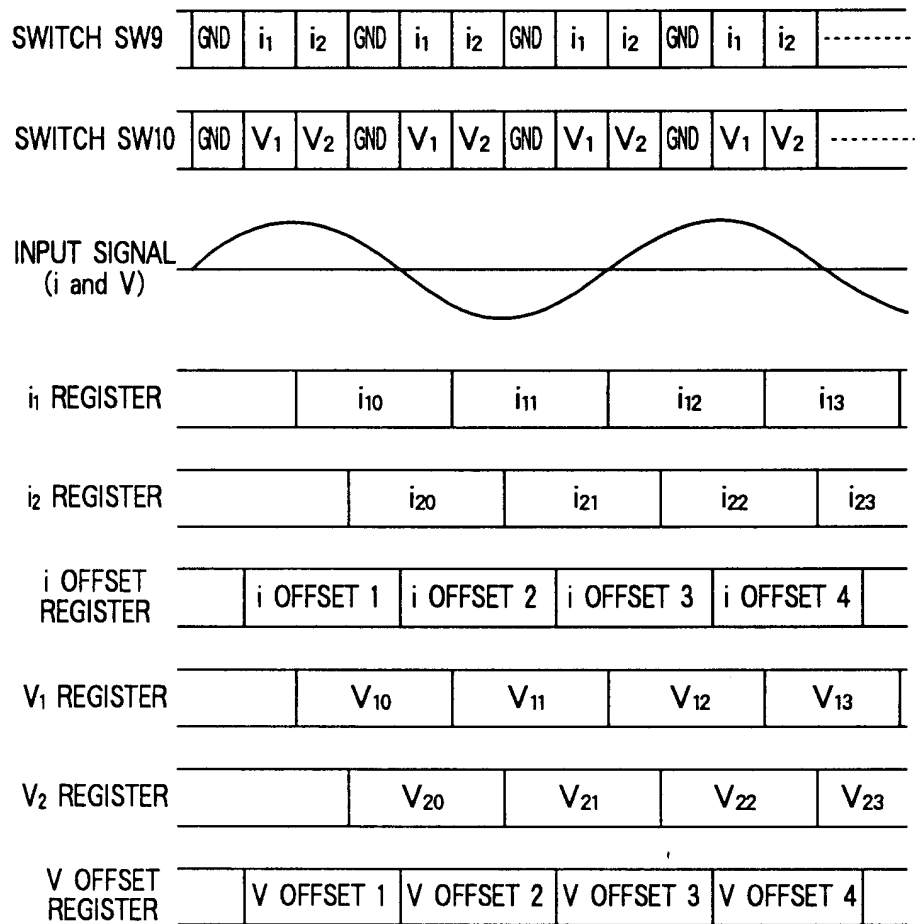 SWITCH SW9 GND i1 i2 GND i1 i2 GND i1 i2 GND i1 i2
SWITCH SW10 GND V1 V2 GND V1 V2 GND V1 V2 GND V1 V2
INPUT SIGNAL
(i and V)
i1 REGISTER i10 i11 i12 i13
i2 REGISTER i20 i21 i22 i23
i OFFSET
REGISTER
i OFFSET 1 i OFFSET 2 i OFFSET 3 i OFFSET 4
V1 REGISTER V10 V11 V12 V13
V2 REGISTER V20 V21 V22 V23
V OFFSET
REGISTER
V OFFSET 1 V OFFSET 2 V OFFSET 3 V OFFSET 4